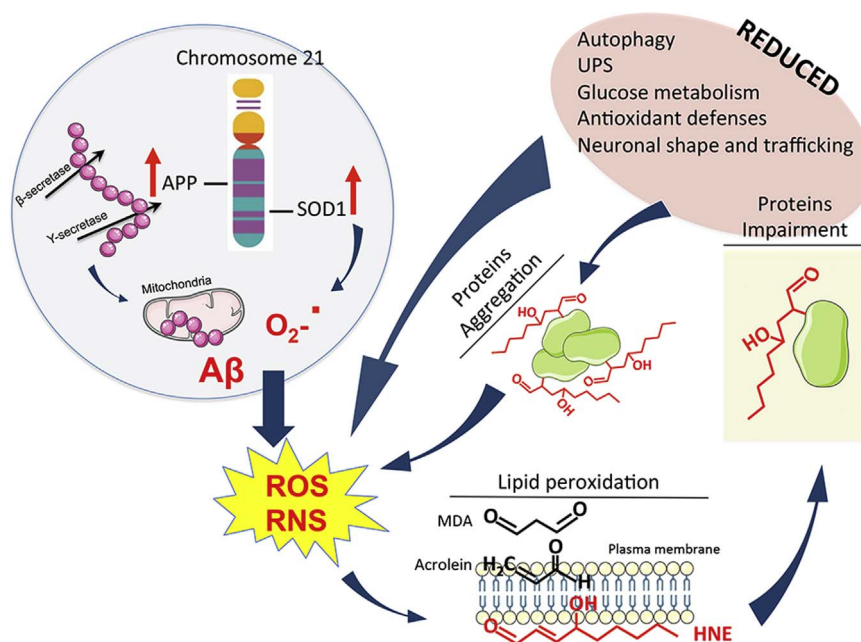 Chromosome 21
β-secretase
γ-secretase
APP
SOD1
Mitochondria
O₂-·
Aβ
REDUCED
Autophagy
UPS
Glucose metabolism
Antioxidant defenses
Neuronal shape and trafficking
Proteins
Aggregation
HO
O
O
OH
O
OH
Proteins
Impairment
O
HO
ROS
RNS
Lipid peroxidation
MDA
O
O
Acrolein
H₂C
O
H
Plasma membrane
OH
O
HNE